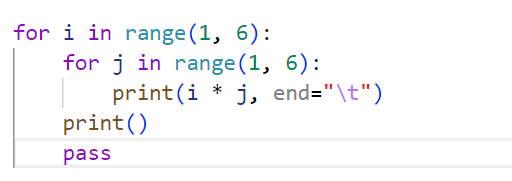 for i in range(1, 6):
    for j in range(1, 6):
        print(i * j, end="\t")
    print()
    pass